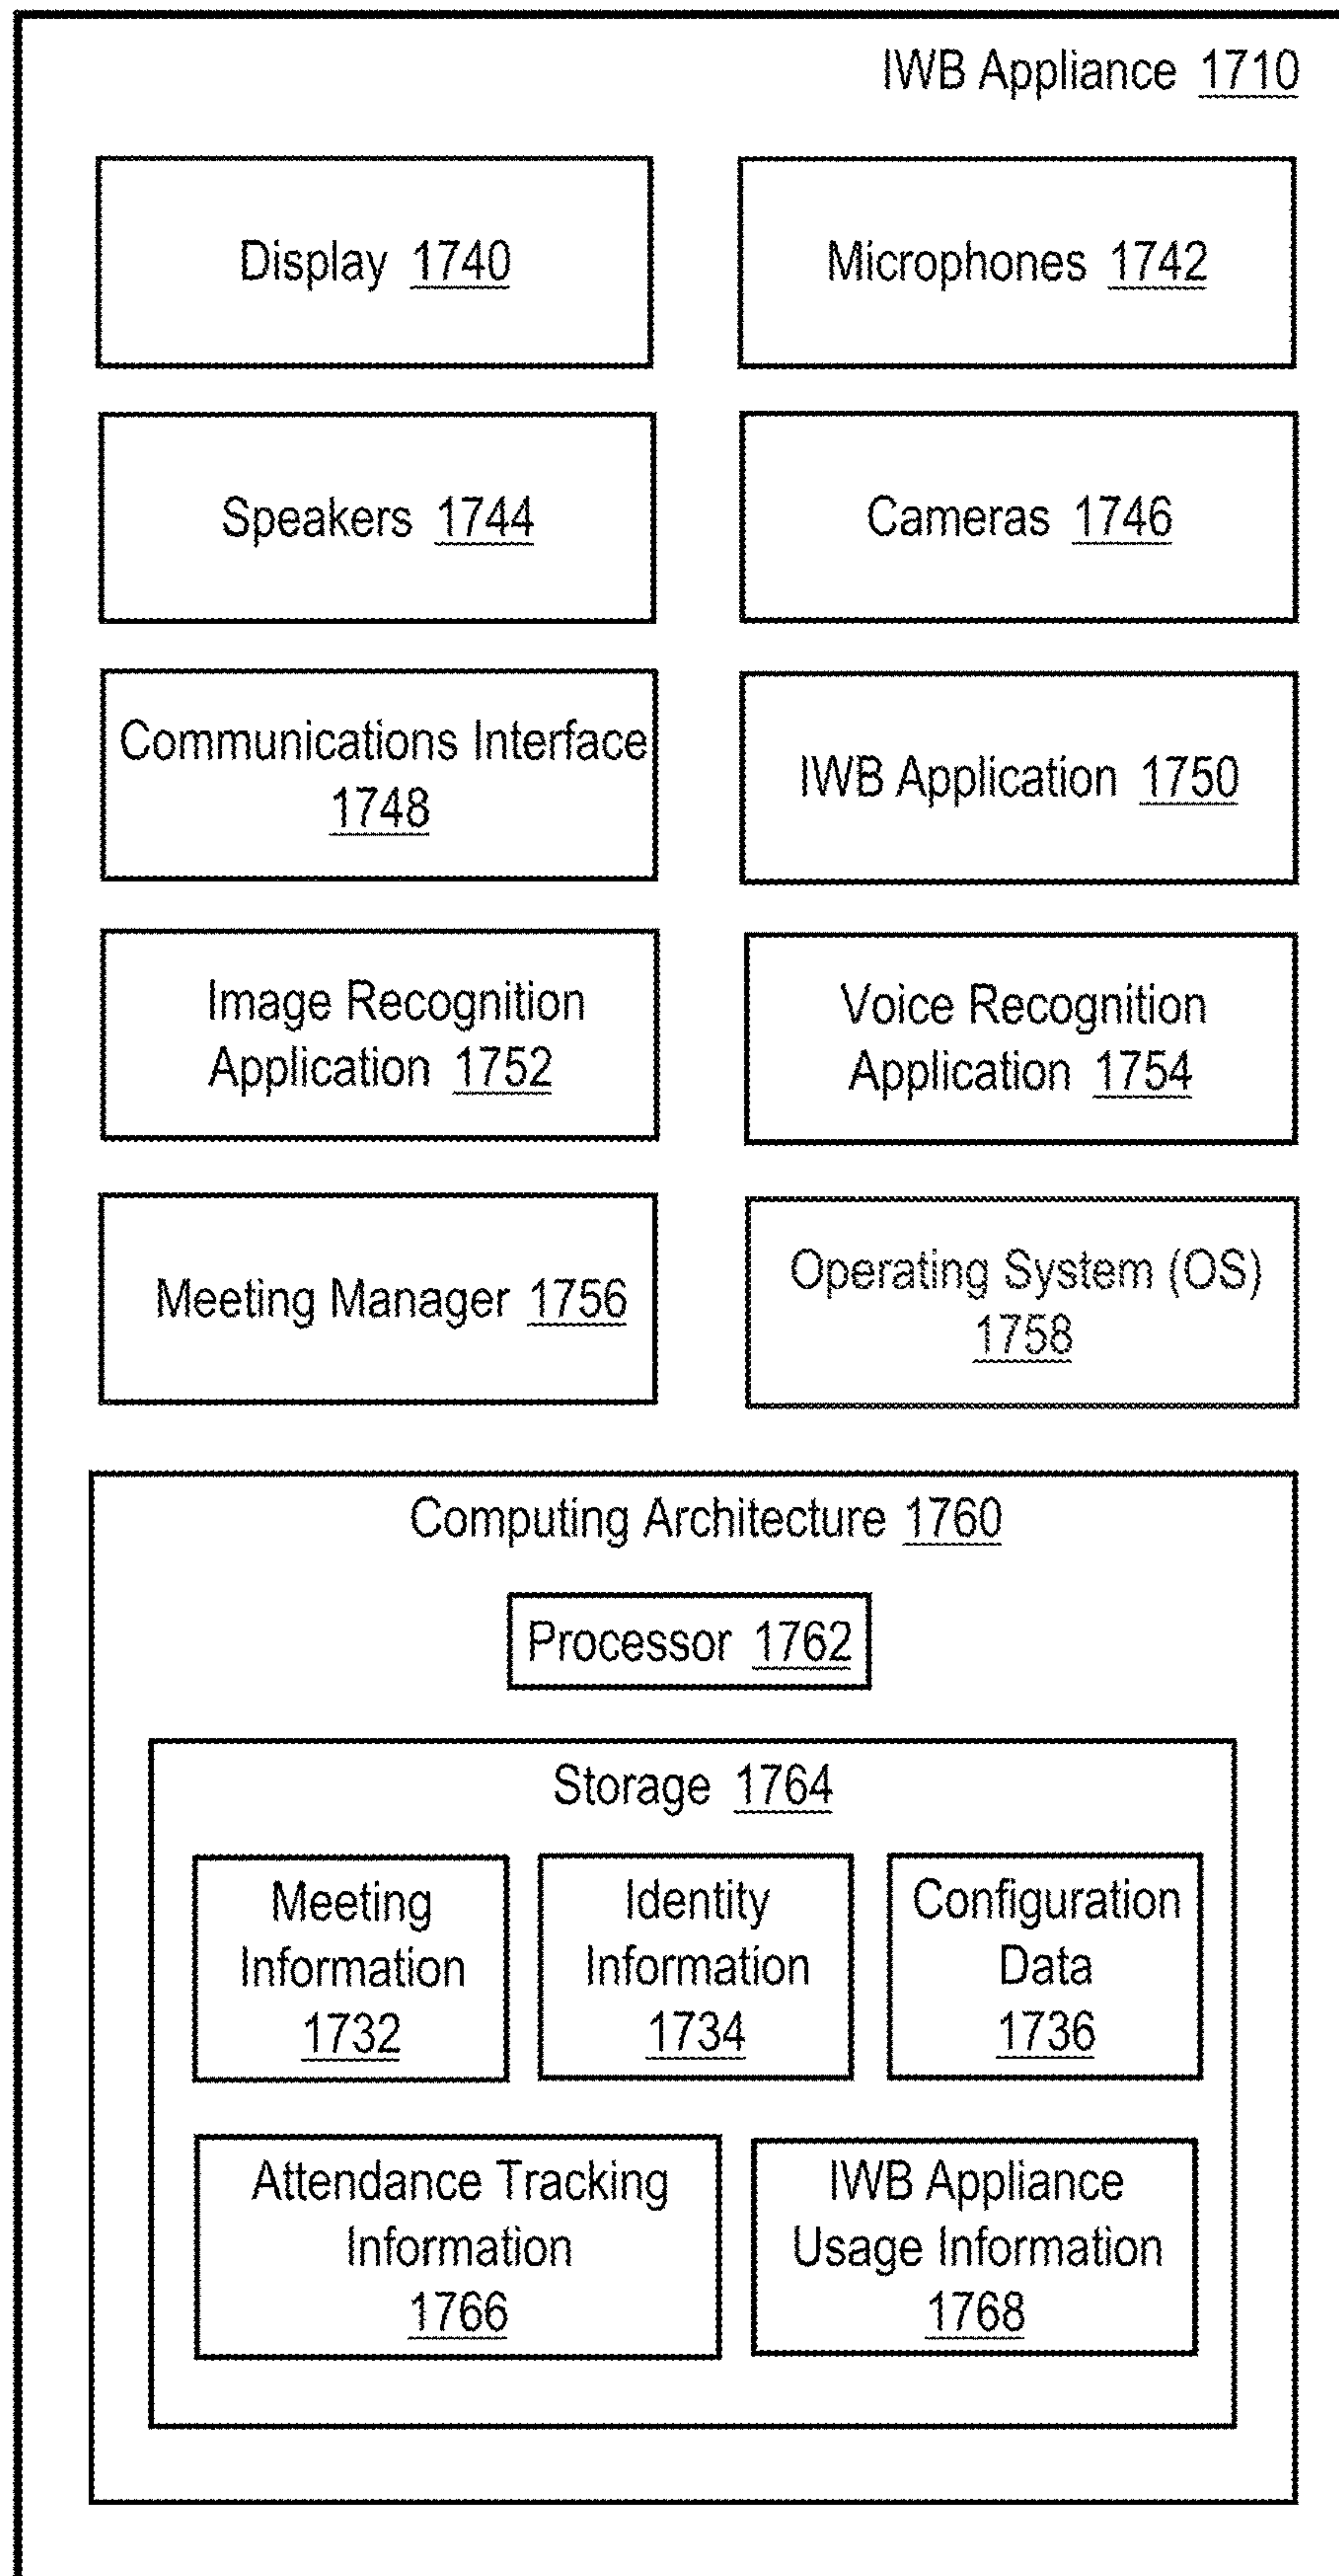 IWB Appliance 1710
Display 1740
Microphones 1742
Speakers 1744
Cameras 1746
Communications Interface
1748
IWB Application 1750
Image Recognition
Application 1752
Voice Recognition
Application 1754
Meeting Manager 1756
Operating System (OS)
1758
Computing Architecture 1760
Processor 1762
Storage 1764
Meeting
Information
1732
Identity
Information
1734
Configuration
Data
1736
Attendance Tracking
Information
1766
IWB Appliance
Usage Information
1768